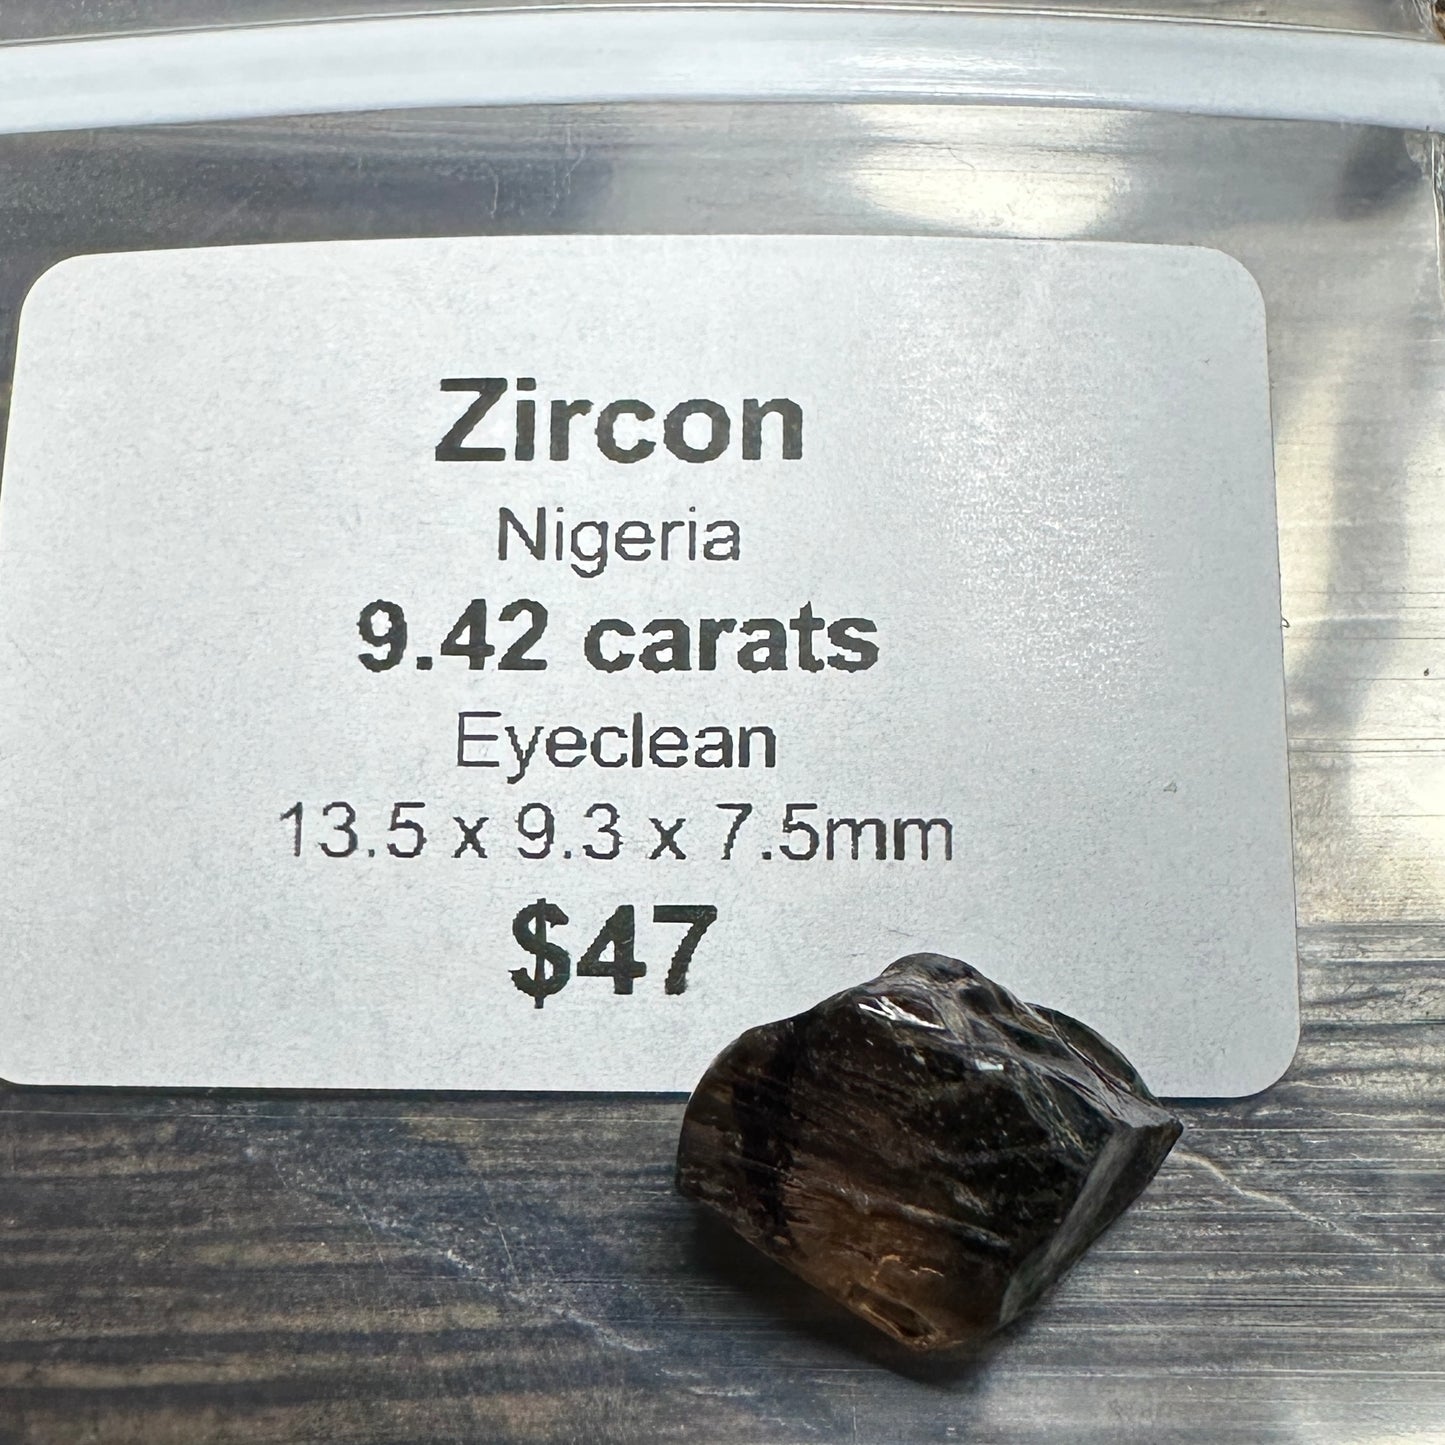 Zircon
Nigeria
9.42 carats
Eyeclean
13.5 x 9.3 x 7.5mm
$47